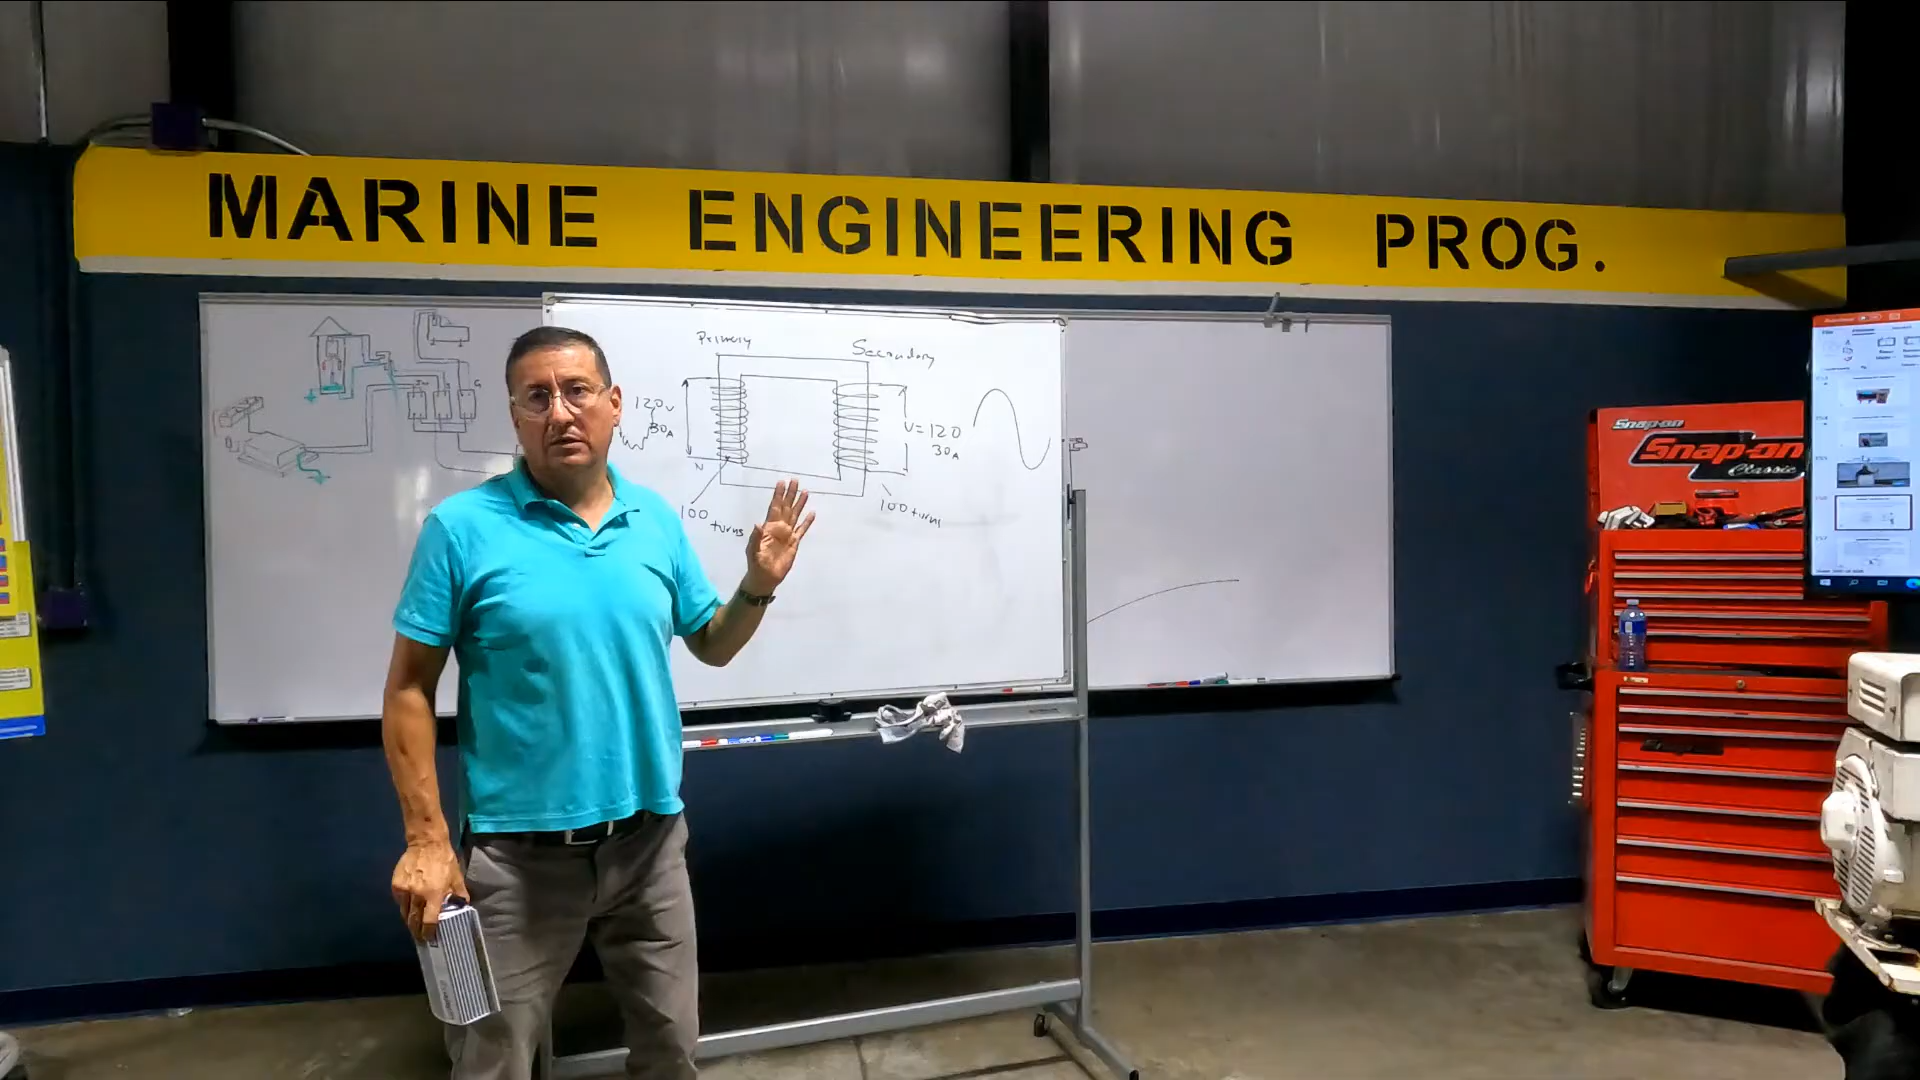 MARINE ENGINEERING PROG.
Primary
Secondary
120v
30A
N
V=120
30A
100 turns
100 turns
G
Snap-on
Snap-on
Classic